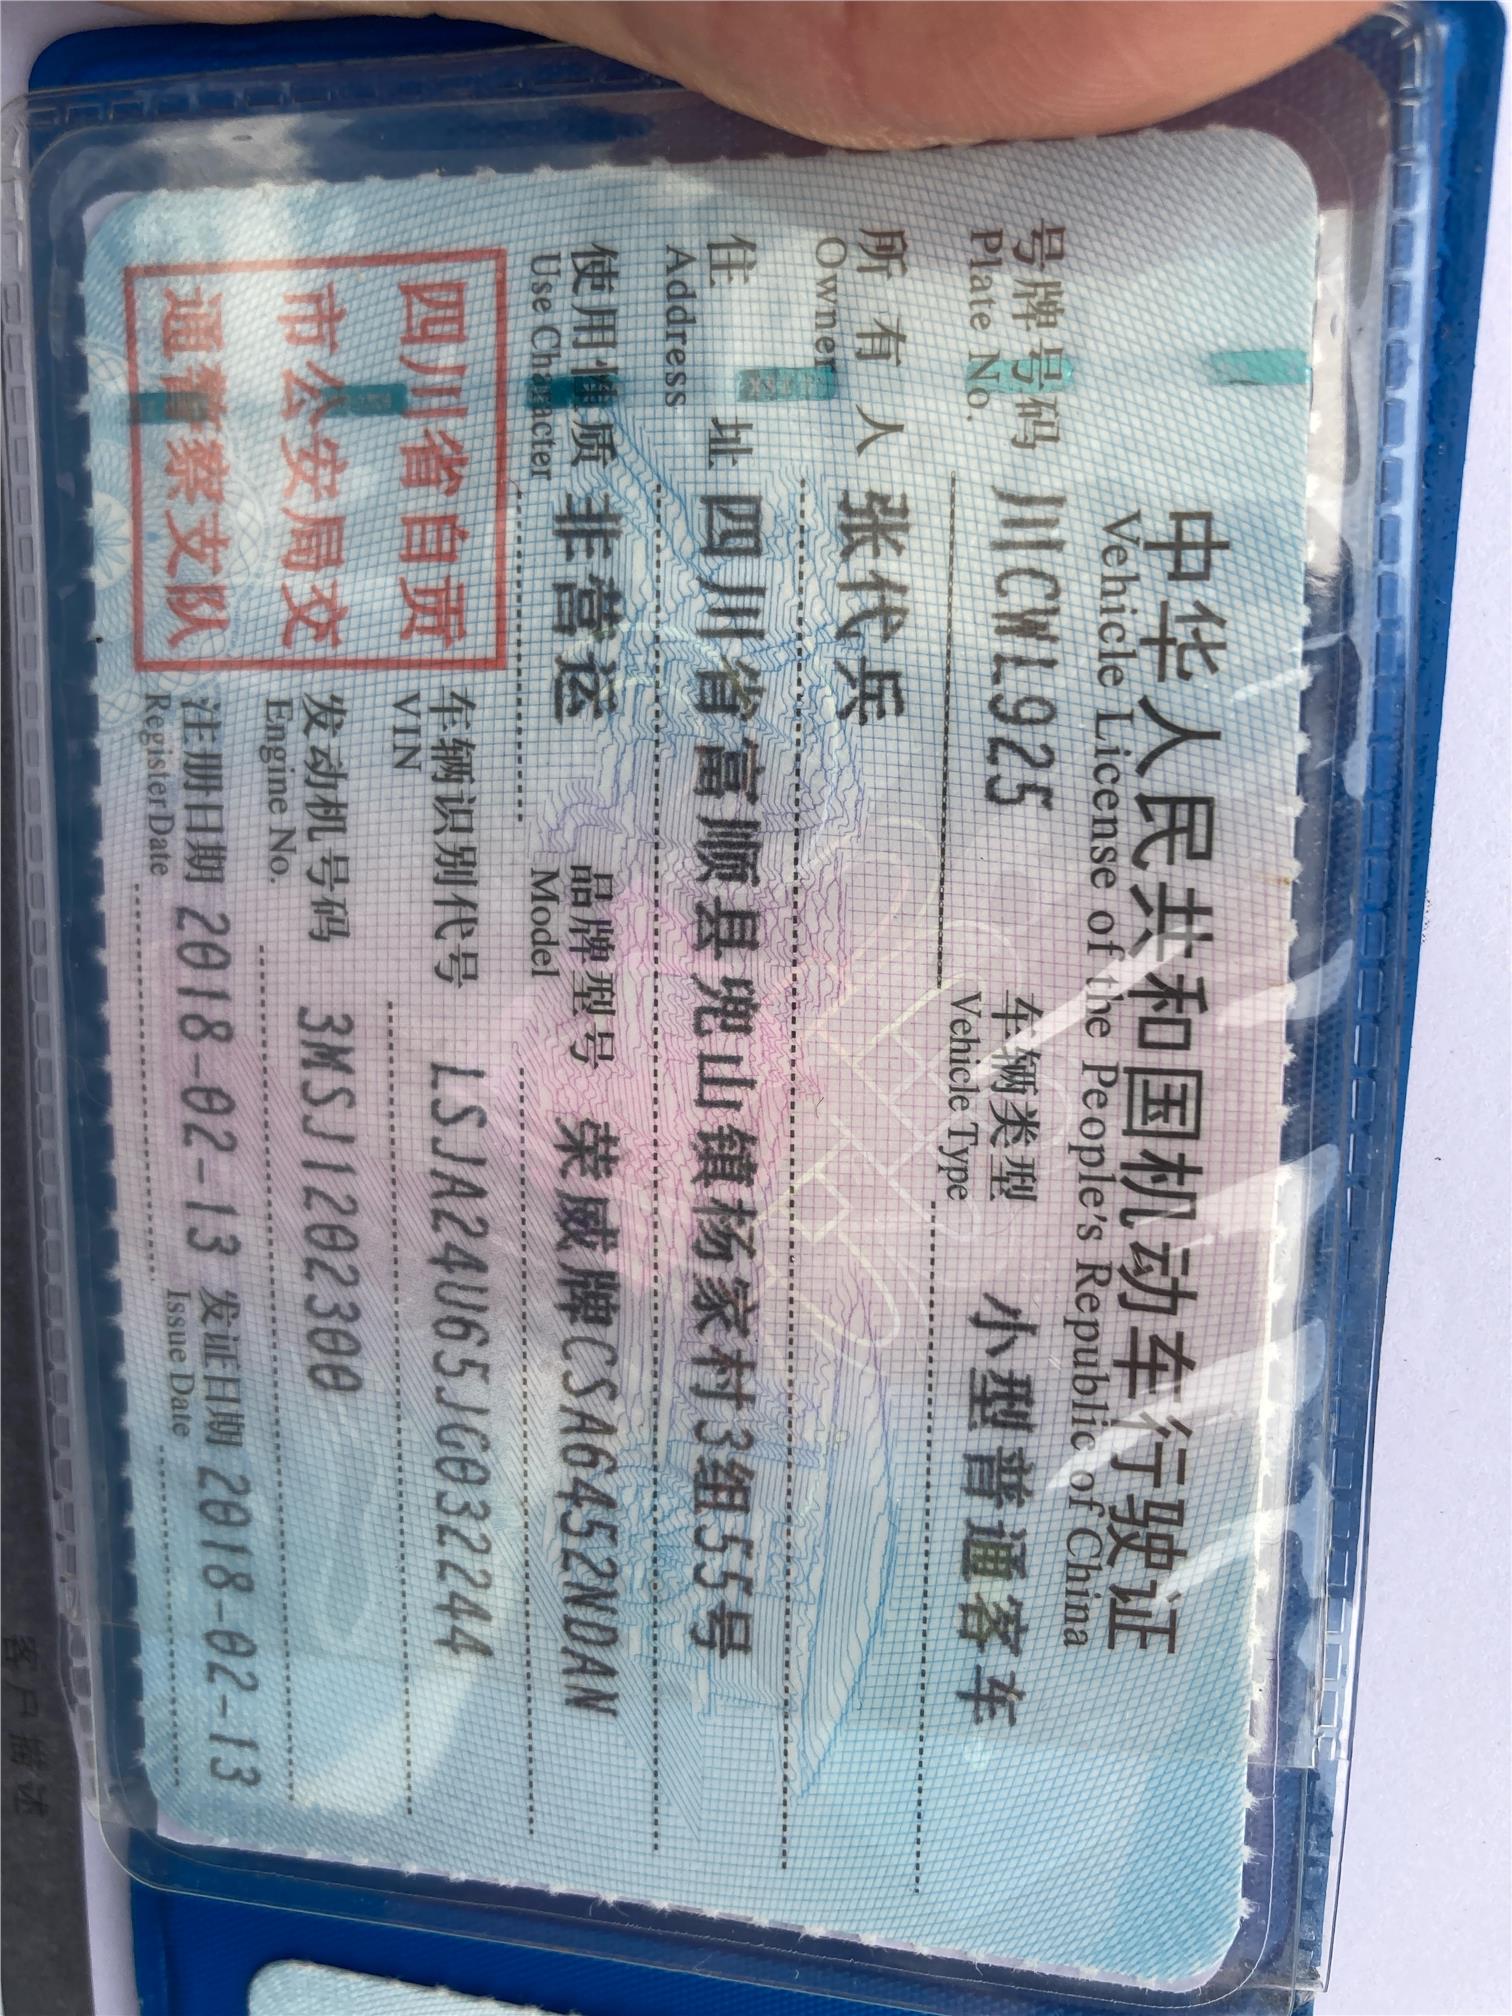 中华人民共和国机动车行驶证
Vehicle License of the People's Republic of China
号牌号码 川CWL925 车辆类型 小型普通客车
Plate No. Vehicle Type
所有人 张代兵
Owner
住址 四川省富顺县兜山镇杨家村3组55号
Address
使用性质 非营运 品牌型号 荣威牌CSA6452NDAN
Use Character Model
四川省自贡
市公安局交
通警察支队
车辆识别代号 LSJA24U65JG032244
VIN
发动机号码 3MSJ1202300
Engine No.
注册日期 2018-02-13 发证日期 2018-02-13
Register Date Issue Date
客户描述